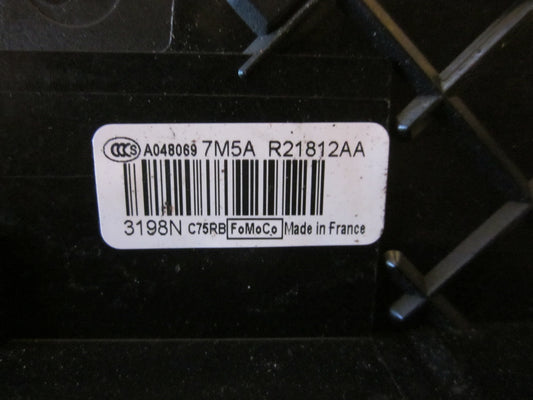 CCCS A048069 7M5A R21812AA
3198N C75RB FoMoCo Made in France